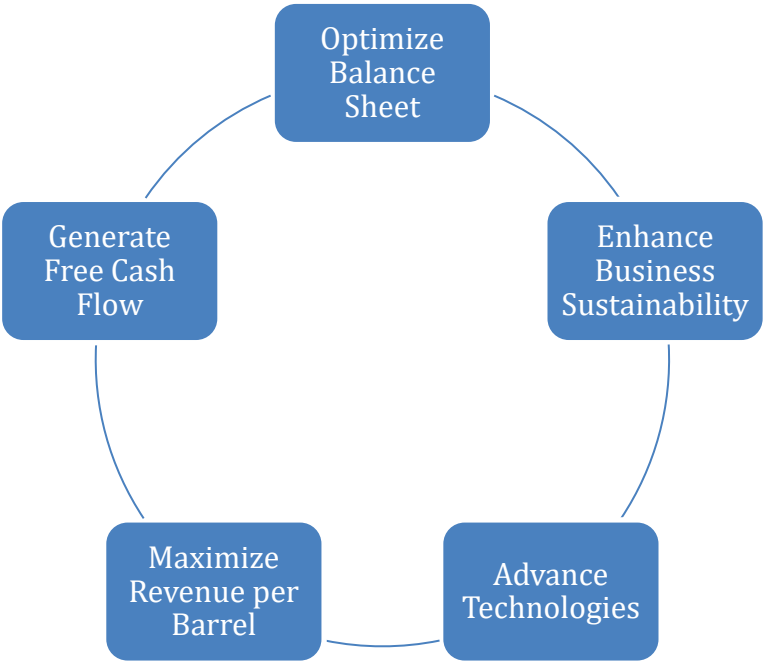 Optimize
Balance
Sheet
Enhance
Business
Sustainability
Advance
Technologies
Maximize
Revenue per
Barrel
Generate
Free Cash
Flow